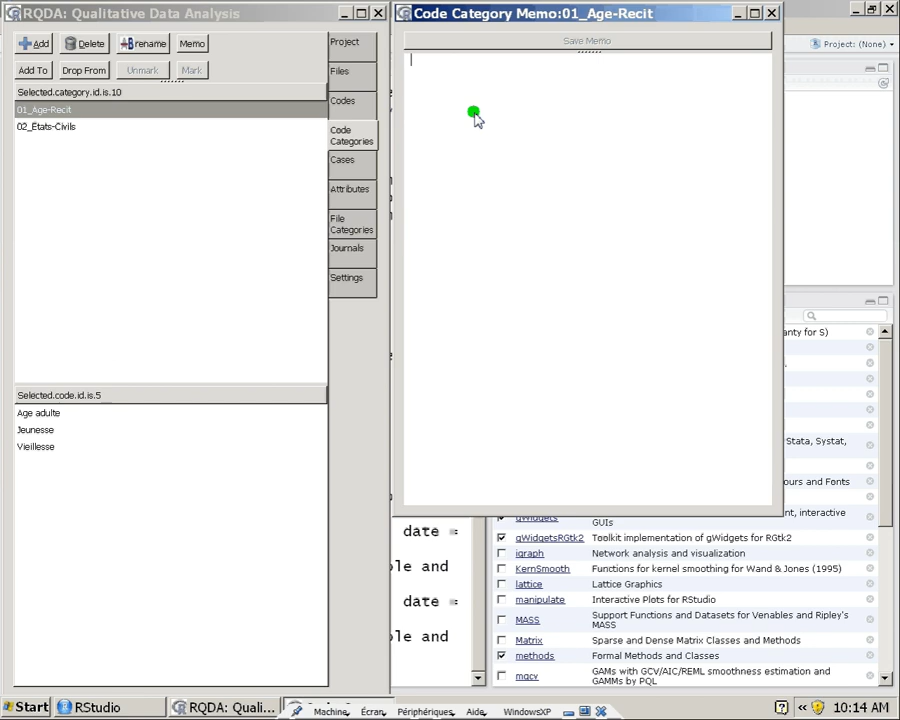 RQDA: Qualitative Data Analysis
Add
Delete
rename
Memo
Add To
Drop From
Unmark
Mark
Selected.category.id.is.10
01_Age-Recit
02_Etats-Civils
Selected.code.id.is.5
Age adulte
Jeunesse
Vieillesse
Project
Files
Codes
Code
Categories
Cases
Attributes
File
Categories
Journals
Settings
Code Category Memo:01_Age-Recit
Save Memo
Project: (None)
anty for S)
Stata, Systat,
ours and Fonts
nt, interactive
gWidgets GUIs
gWidgetsRGtk2 Toolkit implementation of gWidgets for RGtk2
igraph Network analysis and visualization
KernSmooth Functions for kernel smoothing for Wand & Jones (1995)
lattice Lattice Graphics
manipulate Interactive Plots for RStudio
MASS Support Functions and Datasets for Venables and Ripley's
MASS
Matrix Sparse and Dense Matrix Classes and Methods
methods Formal Methods and Classes
mgcv GAMs with GCV/AIC/REML smoothness estimation and
GAMMs by PQL
date =
ole and
date =
ole and
Start
RStudio
RQDA: Quali...
Machine
Écran
Périphériques
Aide
WindowsXP
10:14 AM